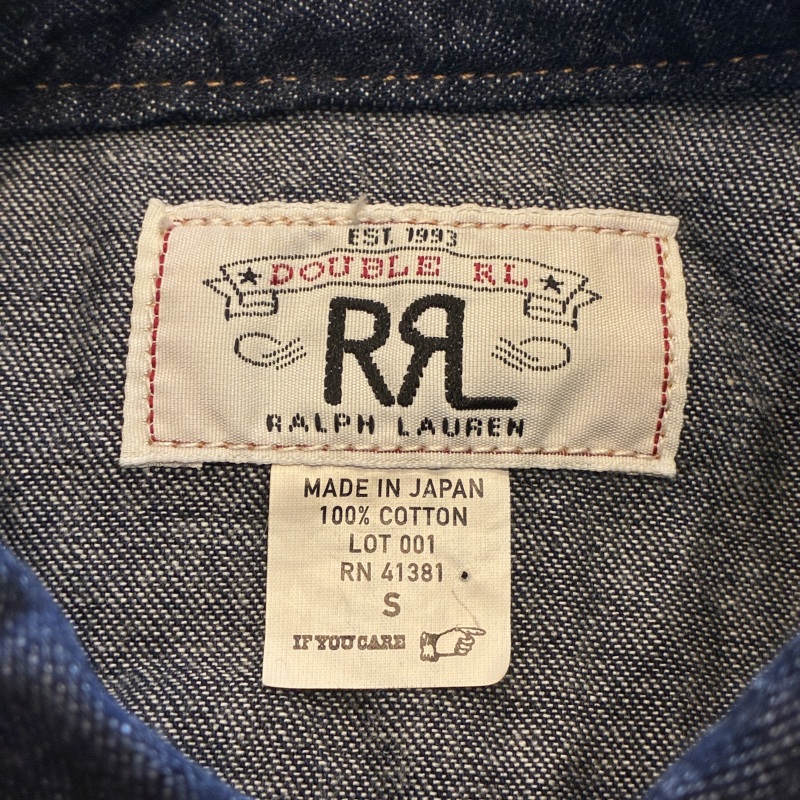 EST. 1993
DOUBLE RL
RRL
RALPH LAUREN
MADE IN JAPAN
100% COTTON
LOT 001
RN 41381
S
IF YOU CARE